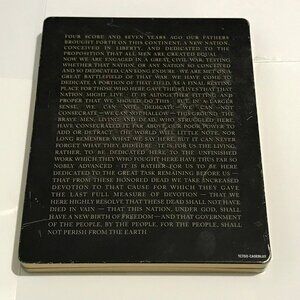 FOUR SCORE AND SEVEN YEARS AGO OUR FATHERS
BROUGHT FORTH ON THIS CONTINENT, A NEW NATION,
CONCEIVED IN LIBERTY, AND DEDICATED TO THE
PROPOSITION THAT ALL MEN ARE CREATED EQUAL.
NOW WE ARE ENGAGED IN A GREAT CIVIL WAR, TESTING
WHETHER THAT NATION, OR ANY NATION SO CONCEIVED
AND SO DEDICATED, CAN LONG ENDURE. WE ARE MET ON A
GREAT BATTLEFIELD OF THAT WAR. WE HAVE COME TO
DEDICATE A PORTION OF THAT FIELD, AS A FINAL RESTING
PLACE FOR THOSE WHO HERE GAVE THEIR LIVES THAT THAT
NATION MIGHT LIVE. IT IS ALTOGETHER FITTING AND
PROPER THAT WE SHOULD DO THIS. BUT, IN A LARGER
SENSE, WE CAN NOT DEDICATE — WE CAN NOT
CONSECRATE — WE CAN NOT HALLOW — THIS GROUND. THE
BRAVE MEN, LIVING AND DEAD, WHO STRUGGLED HERE,
HAVE CONSECRATED IT, FAR ABOVE OUR POOR POWER TO
ADD OR DETRACT. THE WORLD WILL LITTLE NOTE, NOR
LONG REMEMBER WHAT WE SAY HERE, BUT IT CAN NEVER
FORGET WHAT THEY DID HERE. IT IS FOR US THE LIVING,
RATHER, TO BE DEDICATED HERE TO THE UNFINISHED
WORK WHICH THEY WHO FOUGHT HERE HAVE THUS FAR SO
NOBLY ADVANCED. IT IS RATHER FOR US TO BE HERE
DEDICATED TO THE GREAT TASK REMAINING BEFORE US —
THAT FROM THESE HONORED DEAD WE TAKE INCREASED
DEVOTION TO THAT CAUSE FOR WHICH THEY GAVE
THE LAST FULL MEASURE OF DEVOTION — THAT WE
HERE HIGHLY RESOLVE THAT THESE DEAD SHALL NOT HAVE
DIED IN VAIN — THAT THIS NATION, UNDER GOD, SHALL
HAVE A NEW BIRTH OF FREEDOM — AND THAT GOVERNMENT
OF THE PEOPLE, BY THE PEOPLE, FOR THE PEOPLE, SHALL
NOT PERISH FROM THE EARTH.